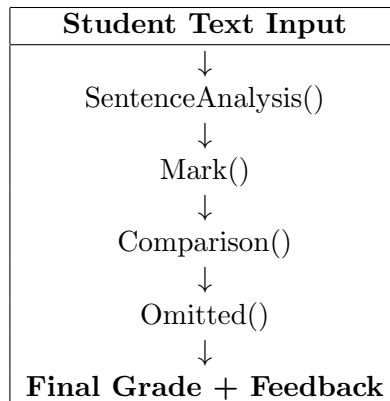 Student Text Input
↓
SentenceAnalysis()
↓
Mark()
↓
Comparison()
↓
Omitted()
↓
Final Grade + Feedback